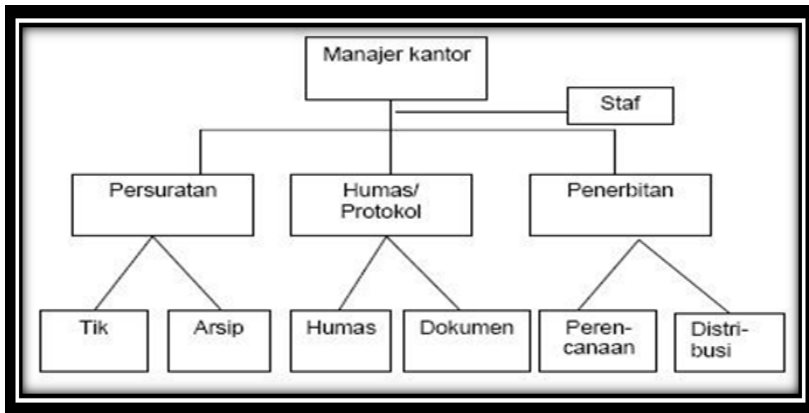 Manajer kantor
Staf
Persuratan
Humas/
Protokol
Penerbitan
Tik
Arsip
Humas
Dokumen
Peren-
canaan
Distri-
busi